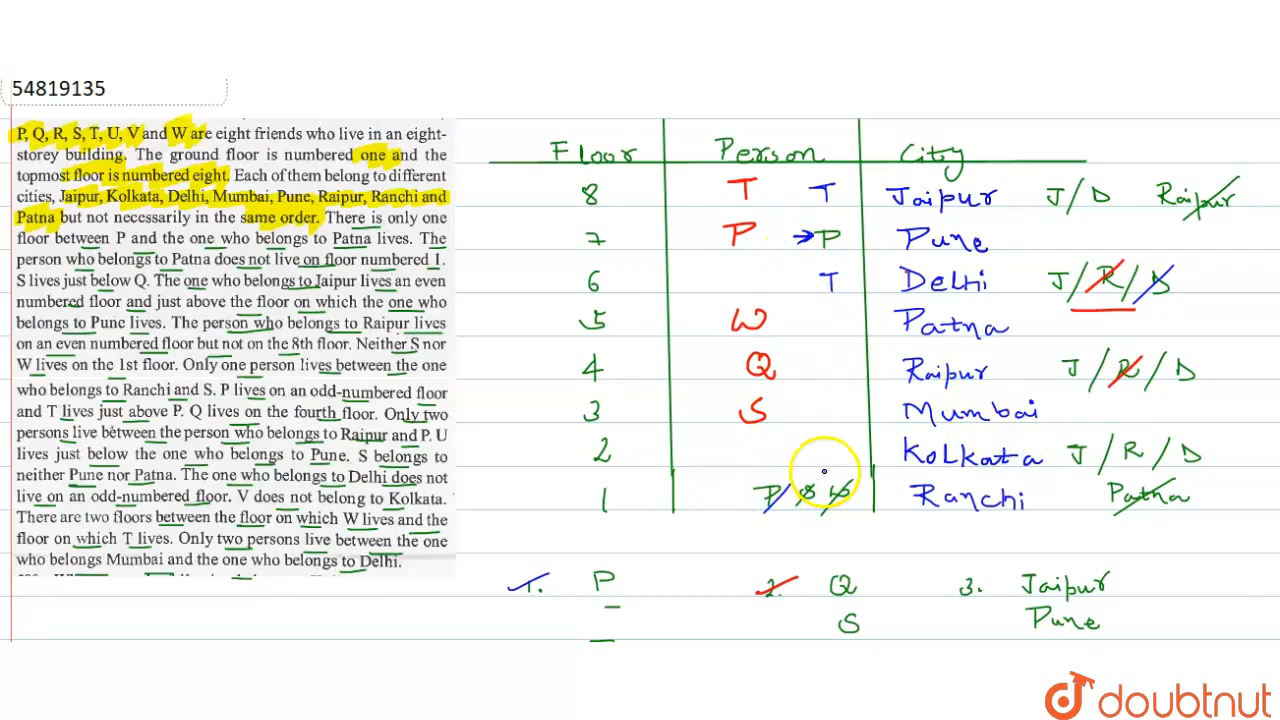 54819135
P, Q, R, S, T, U, V and W are eight friends who live in an eight-
storey building. The ground floor is numbered one and the
topmost floor is numbered eight. Each of them belong to different
cities, Jaipur, Kolkata, Delhi, Mumbai, Pune, Raipur, Ranchi and
Patna but not necessarily in the same order. There is only one
floor between P and the one who belongs to Patna lives. The
person who belongs to Patna does not live on floor numbered 1.
S lives just below Q. The one who belongs to Jaipur lives an even
numbered floor and just above the floor on which the one who
belongs to Pune lives. The person who belongs to Raipur lives
on an even numbered floor but not on the 8th floor. Neither S nor
W lives on the 1st floor. Only one person lives between the one
who belongs to Ranchi and S. P lives on an odd-numbered floor
and T lives just above P. Q lives on the fourth floor. Only two
persons live between the person who belongs to Raipur and P. U
lives just below the one who belongs to Pune. S belongs to
neither Pune nor Patna. The one who belongs to Delhi does not
live on an odd-numbered floor. V does not belong to Kolkata.
There are two floors between the floor on which W lives and the
floor on which T lives. Only two persons live between the one
who belongs Mumbai and the one who belongs to Delhi.
Floor Person City
8 T T Jaipur J/D Raipur
7 P → P Pune
6 T Delhi J/R/D
5 W Patna
4 Q Raipur J/R/D
3 S Mumbai
2 Kolkata J/R/D
1 P/ S W Ranchi Patna
1. P 2. Q 3. Jaipur
S Pune
doubtnut